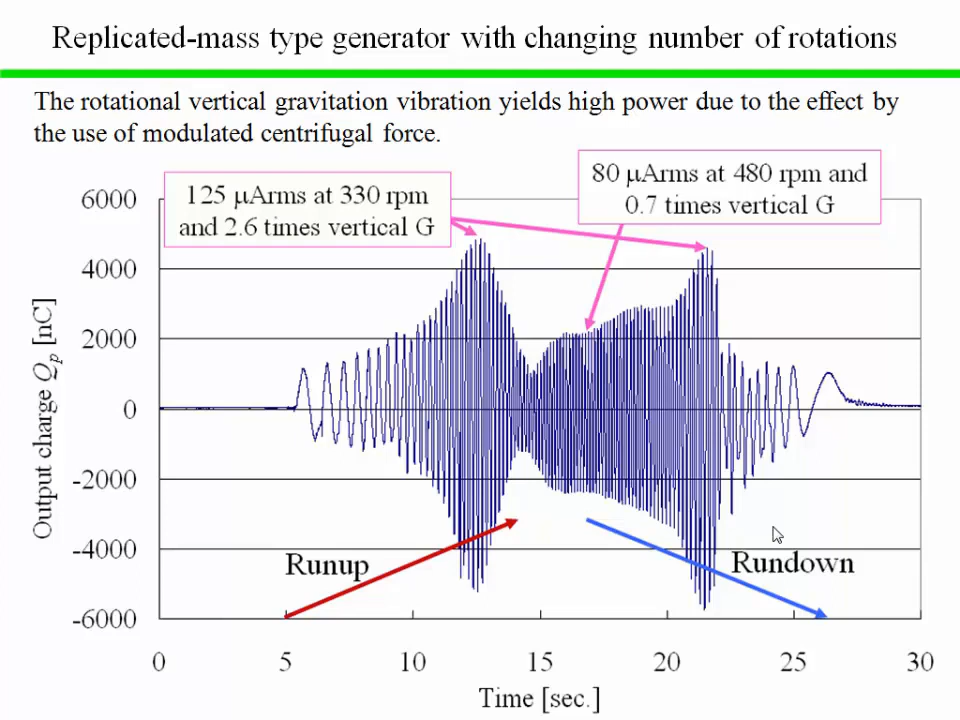 Replicated-mass type generator with changing number of rotations
The rotational vertical gravitation vibration yields high power due to the effect by
the use of modulated centrifugal force.
125 μArms at 330 rpm
and 2.6 times vertical G
80 μArms at 480 rpm and
0.7 times vertical G
Output charge Qp [nC]
6000
4000
2000
0
-2000
-4000
-6000
Runup
Rundown
0 5 10 15 20 25 30
Time [sec.]